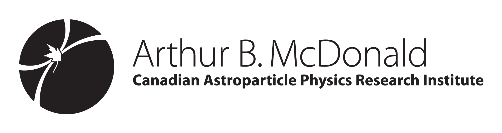 Arthur B. McDonald
Canadian Astroparticle Physics Research Institute